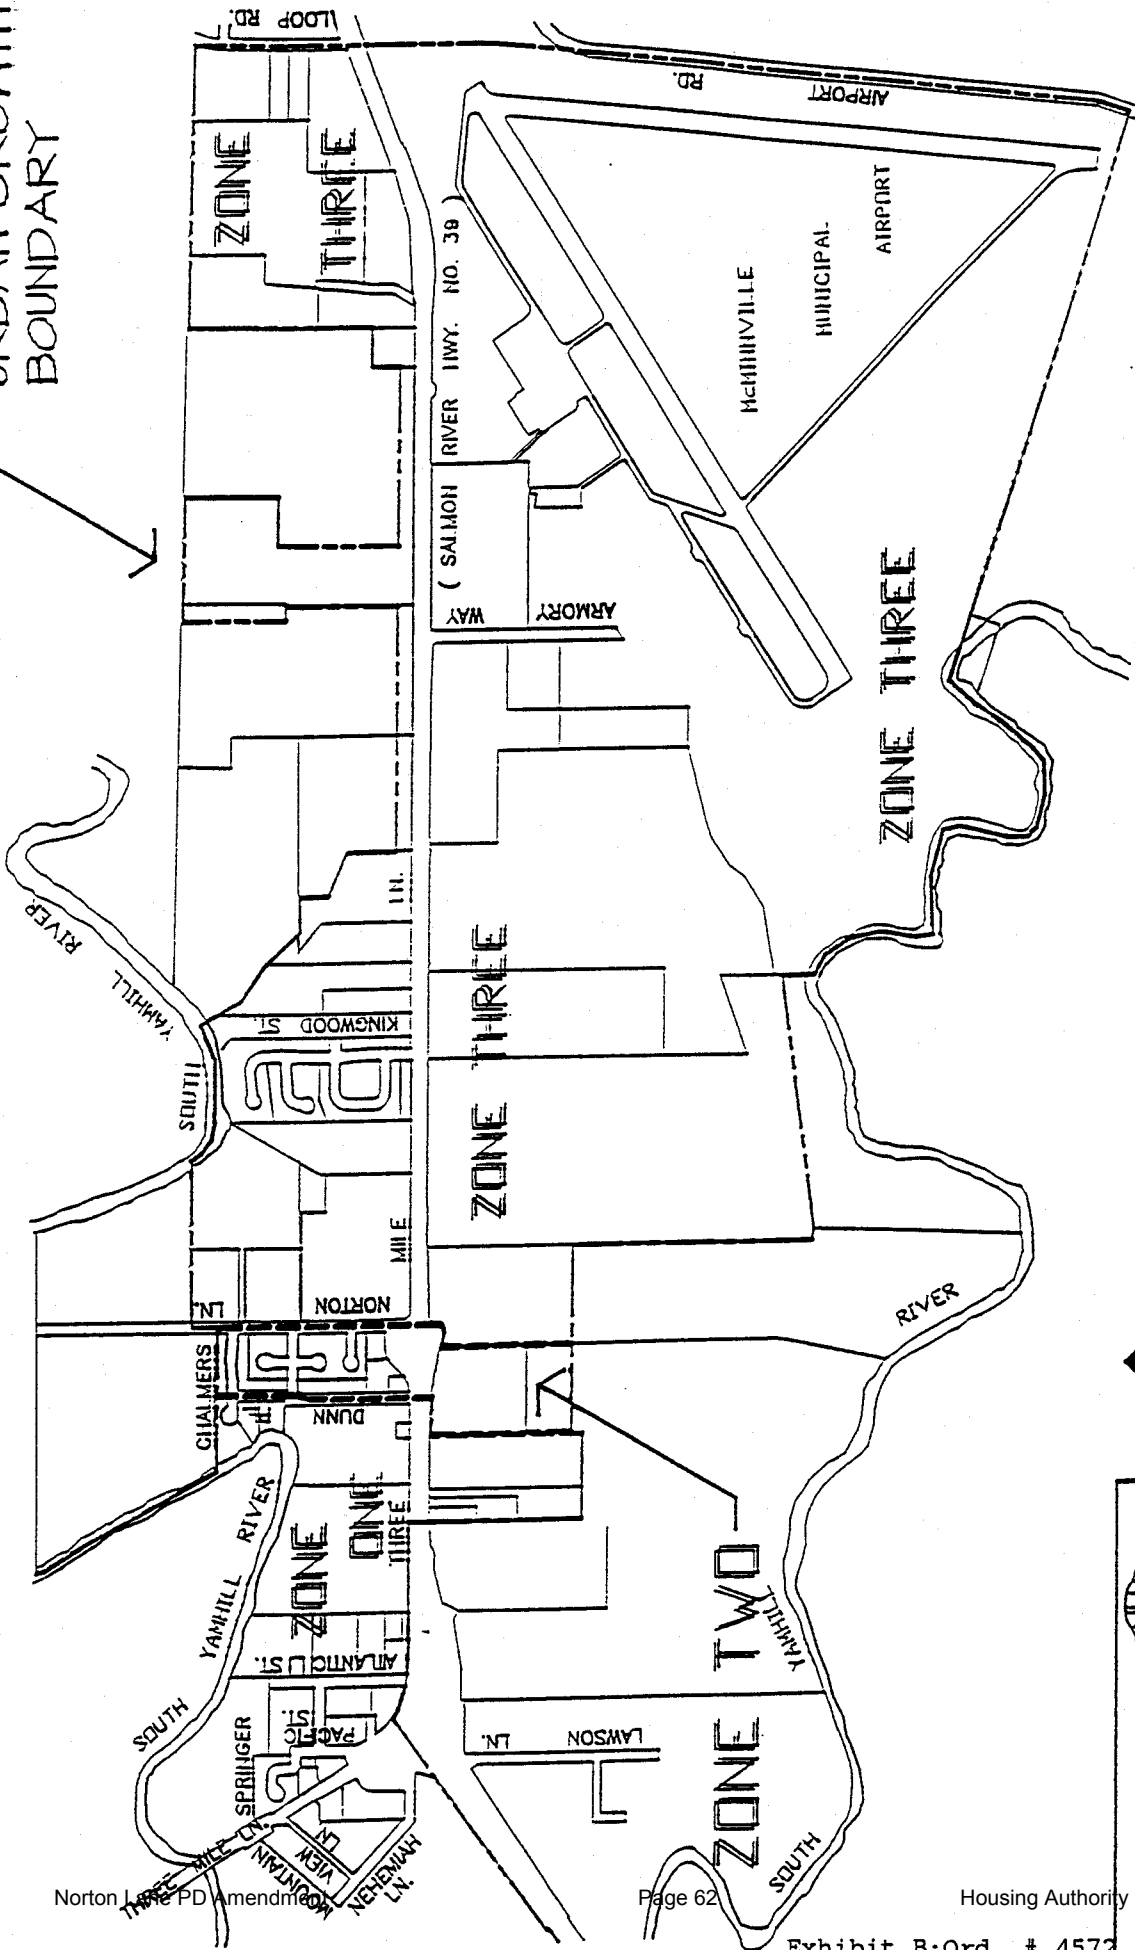 BOUNDARY
LOOP RD.
AIRPORT RD.
ZONE THREE
( SALMON RIVER HWY. NO. 39 )
McMINNVILLE
MUNICIPAL
AIRPORT
ARMORY WAY
ZONE THREE
SOUTH YAMHILL RIVER
KINGWOOD ST.
ZONE THREE
THREE MILE LN.
NORTON LN.
CHALMERS
DUNN
RIVER
ZONE ONE
SOUTH YAMHILL RIVER
ATLANTIC ST.
PACIFIC ST.
SPRINGER
LAWSON LN.
ZONE TWO
SOUTH YAMHILL
THREE MILE LN.
MOUNTAIN VIEW LN
NEHEMIAH LN.
Norton Lane PD Amendment
Page 62
Housing Authority
Exhibit B:Ord. # 4572